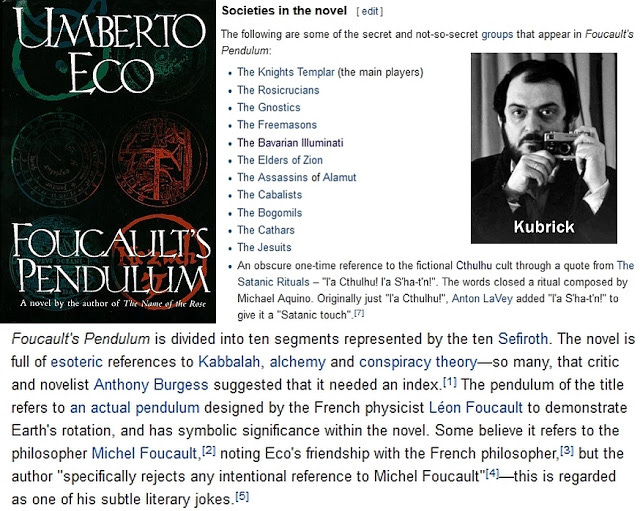 UMBERTO
ECO
FOUCAULT'S
PENDULUM
A novel by the author of The Name of the Rose
Societies in the novel [ edit ]
The following are some of the secret and not-so-secret groups that appear in Foucault's
Pendulum:
• The Knights Templar (the main players)
• The Rosicrucians
• The Gnostics
• The Freemasons
• The Bavarian Illuminati
• The Elders of Zion
• The Assassins of Alamut
• The Cabalists
• The Bogomils
• The Cathars
• The Jesuits
• An obscure one-time reference to the fictional Cthulhu cult through a quote from The
Satanic Rituals – "I'a Cthulhu! I'a S'ha-t'n!". The words closed a ritual composed by
Michael Aquino. Originally just "I'a Cthulhu!", Anton LaVey added "I'a S'ha-t'n!" to
give it a "Satanic touch".[7]
Kubrick
Foucault's Pendulum is divided into ten segments represented by the ten Sefiroth. The novel is
full of esoteric references to Kabbalah, alchemy and conspiracy theory—so many, that critic
and novelist Anthony Burgess suggested that it needed an index.[1] The pendulum of the title
refers to an actual pendulum designed by the French physicist Léon Foucault to demonstrate
Earth's rotation, and has symbolic significance within the novel. Some believe it refers to the
philosopher Michel Foucault,[2] noting Eco's friendship with the French philosopher,[3] but the
author "specifically rejects any intentional reference to Michel Foucault"[4]—this is regarded
as one of his subtle literary jokes.[5]